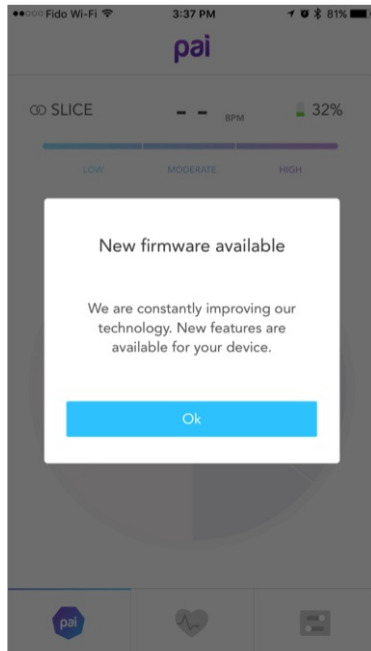 Fido Wi-Fi 3:37 PM 81%
pai
SLICE -- BPM 32%
LOW MODERATE HIGH
New firmware available
We are constantly improving our
technology. New features are
available for your device.
Ok
pai